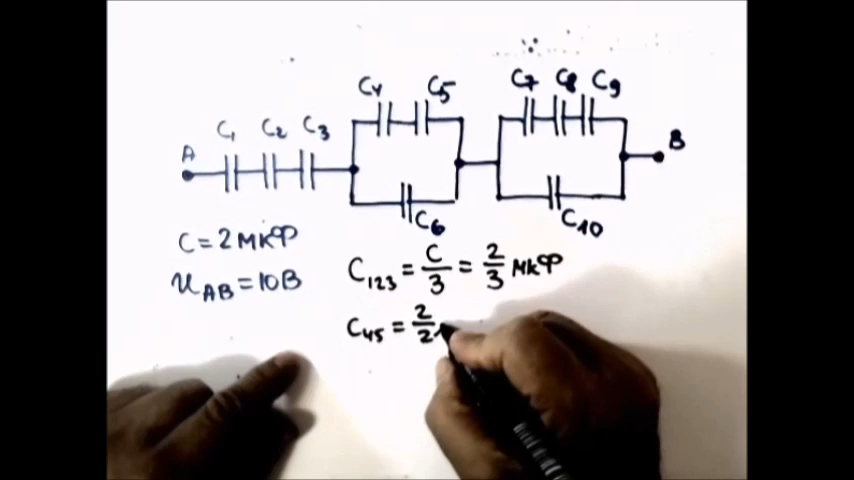 C₄ C₅ C₇ C₈ C₉
C₁ C₂ C₃
A B
C₆ C₁₀
C = 2 мкФ
U_AB = 10 В
C₁₂₃ = C/3 = 2/3 мкФ
C₄₅ = 2/2